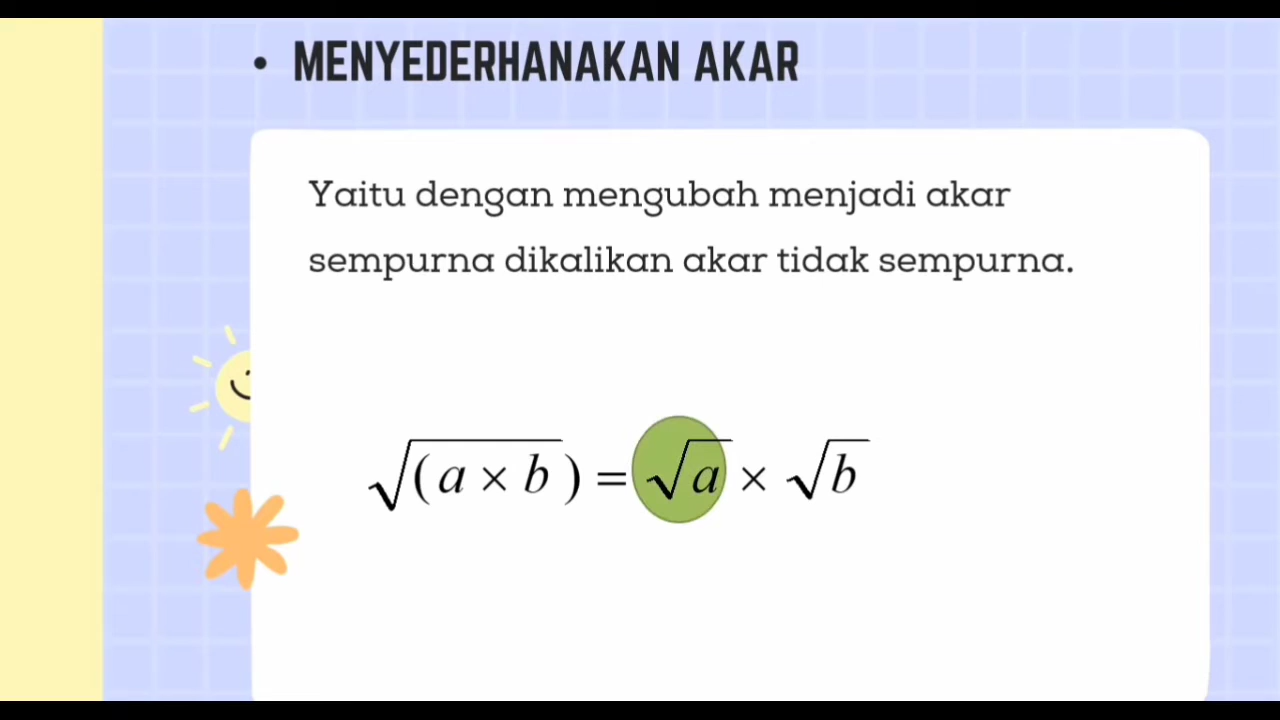 • MENYEDERHANAKAN AKAR
Yaitu dengan mengubah menjadi akar
sempurna dikalikan akar tidak sempurna.
√(a × b) = √a × √b